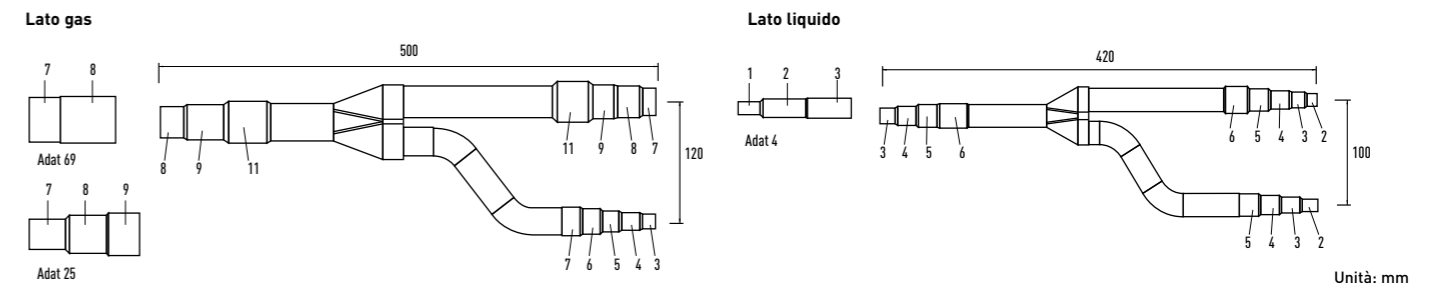 Lato gas
500
7 8
Adat 69
8 9 11
11 9 8 7
120
7 8 9
Adat 25
7 6 5 4 3
Lato liquido
420
1 2 3
Adat 4
3 4 5 6
6 5 4 3 2
100
5 4 3 2
Unità: mm